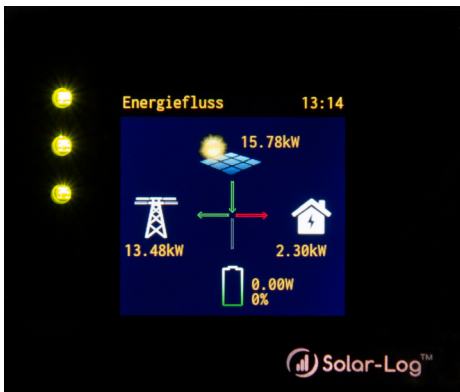 Energiefluss 13:14
15.78kW
13.48kW 2.30kW
0.00W
0%
Solar-Log™